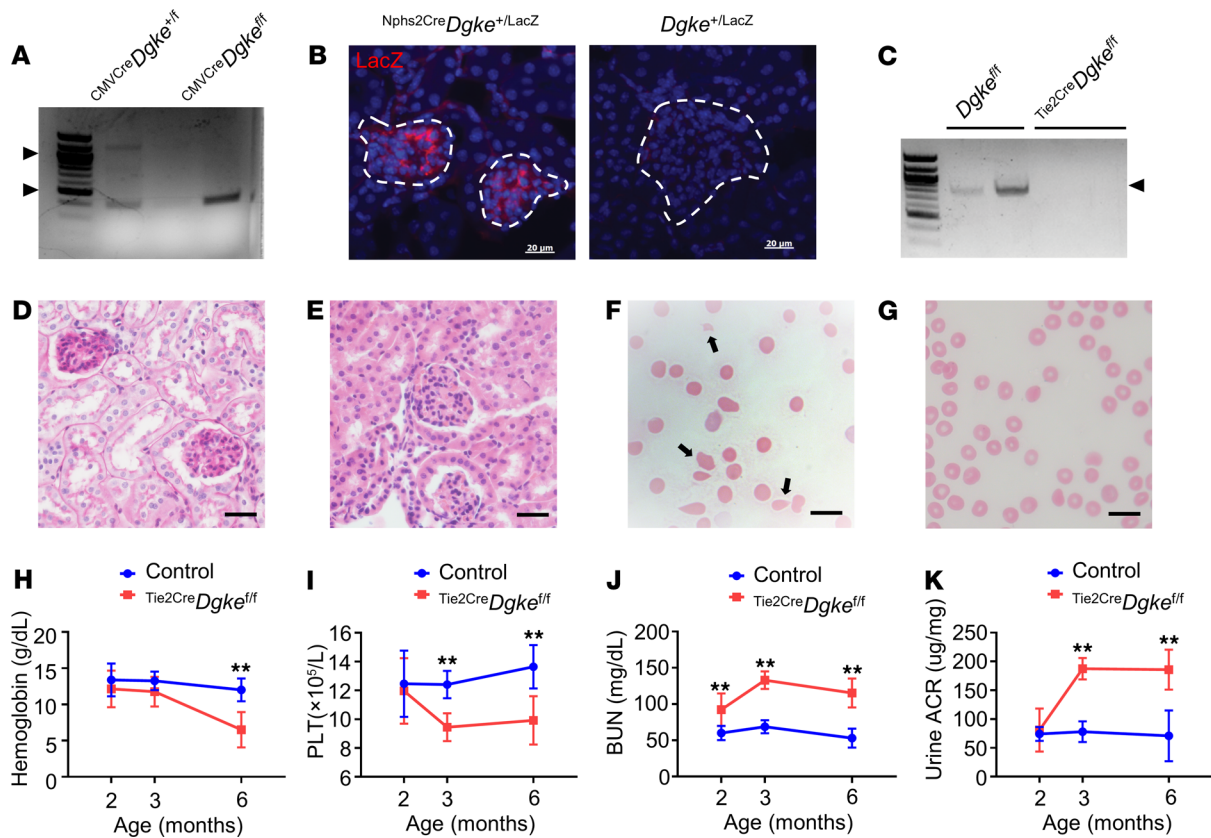 A
CMVCreDgke+/f
CMVCreDgkef/f
B
Nphs2CreDgke+/LacZ
Dgke+/LacZ
LacZ
20 µm
20 µm
C
Dgkef/f
Tie2CreDgkef/f
D
E
F
G
H
Control
Tie2CreDgkef/f
Hemoglobin (g/dL)
20
15
10
5
0
**
2 3 6
Age (months)
I
Control
Tie2CreDgkef/f
PLT(×10⁵/L)
16
14
12
10
8
6
**
**
2 3 6
Age (months)
J
Control
Tie2CreDgkef/f
BUN (mg/dL)
200
150
100
50
0
**
**
**
2 3 6
Age (months)
K
Control
Tie2CreDgkef/f
Urine ACR (ug/mg)
250
200
150
100
50
0
**
**
2 3 6
Age (months)